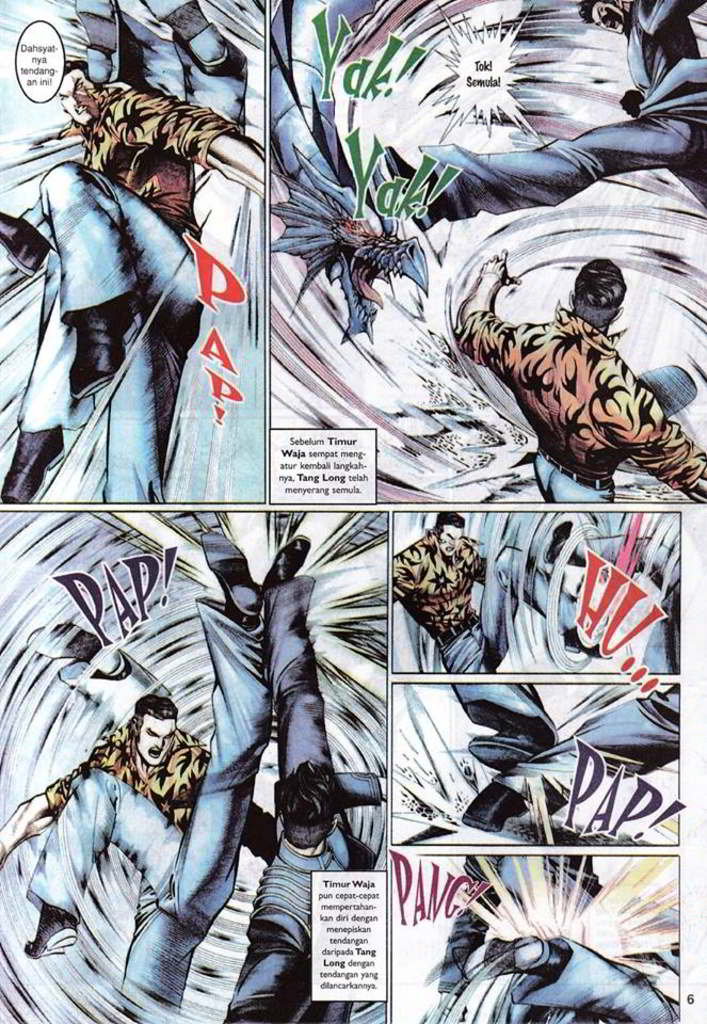 Dahsyat-
nya
tendang-
an ini!
PAP
PAP!
Yak!
Yak!
Tok!
Semula!
Sebelum Timur
Waja sempat meng-
atur kembali langkah-
nya, Tang Long telah
menyerang semula.
PAP!
Timur Waja
pun cepat-cepat
mempertahan-
kan diri dengan
menepiskan
tendangan
daripada Tang
Long dengan
tendangan yang
dilancarkannya.
HU...
PAP!
PANG!
6